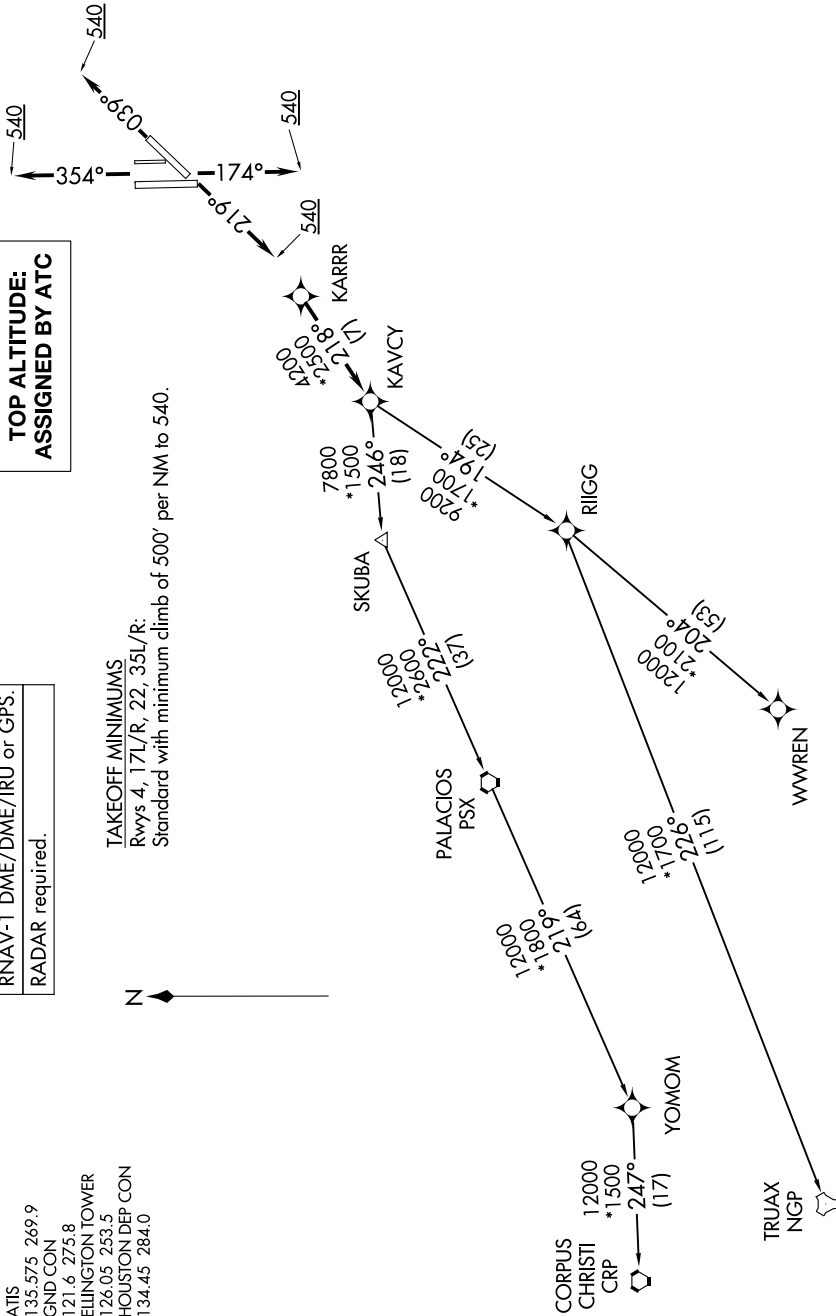 ATIS
135.575 269.9
GND CON
121.6 275.8
ELLINGTON TOWER
126.05 253.5
HOUSTON DEP CON
134.45 284.0
RNAV-1 DME/DME/IRU or GPS.
RADAR required.
TOP ALTITUDE:
ASSIGNED BY ATC
TAKEOFF MINIMUMS
Rwys 4, 17L/R, 22, 35L/R:
Standard with minimum climb of 500' per NM to 540.
N
540
354°
540
039°
174°
540
219°
540
KARRR
4200
*2500
218°
(7)
KAVCY
7800
*1500
246°
(18)
SKUBA
9200
*1700
194°
(25)
RIIGG
12000
*2100
204°
(53)
WWREN
12000
*2600
222°
(37)
PALACIOS
PSX
12000
*1800
219°
(64)
YOMOM
12000
*1700
226°
(115)
TRUAX
NGP
12000
*1500
247°
(17)
CORPUS
CHRISTI
CRP